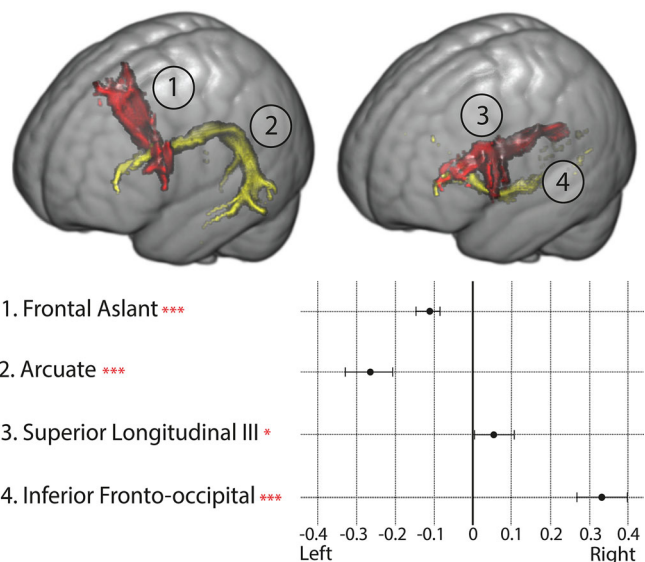 1
2
3
4
1. Frontal Aslant ***
2. Arcuate ***
3. Superior Longitudinal III *
4. Inferior Fronto-occipital ***
-0.4 -0.3 -0.2 -0.1 0 0.1 0.2 0.3 0.4
Left Right